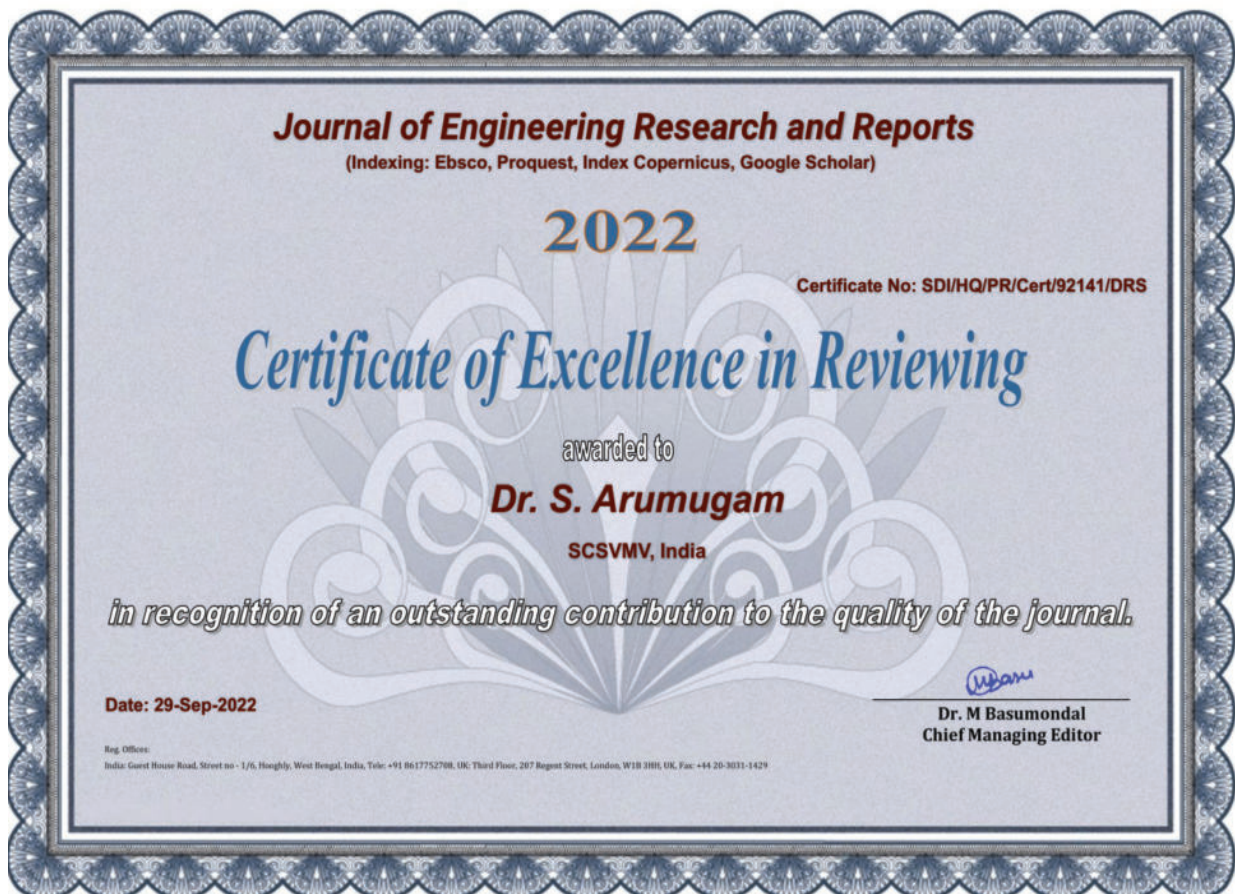 Journal of Engineering Research and Reports
(Indexing: Ebsco, Proquest, Index Copernicus, Google Scholar)
2022
Certificate No: SDI/HQ/PR/Cert/92141/DRS
Certificate of Excellence in Reviewing
awarded to
Dr. S. Arumugam
SCSVMV, India
in recognition of an outstanding contribution to the quality of the journal.
Date: 29-Sep-2022
MBasu
Dr. M Basumondal
Chief Managing Editor
Reg. Offices:
India: Guest House Road, Street no - 1/6, Hooghly, West Bengal, India, Tele: +91 8617752708, UK: Third Floor, 207 Regent Street, London, W1B 3HH, UK, Fax: +44 20-3031-1429